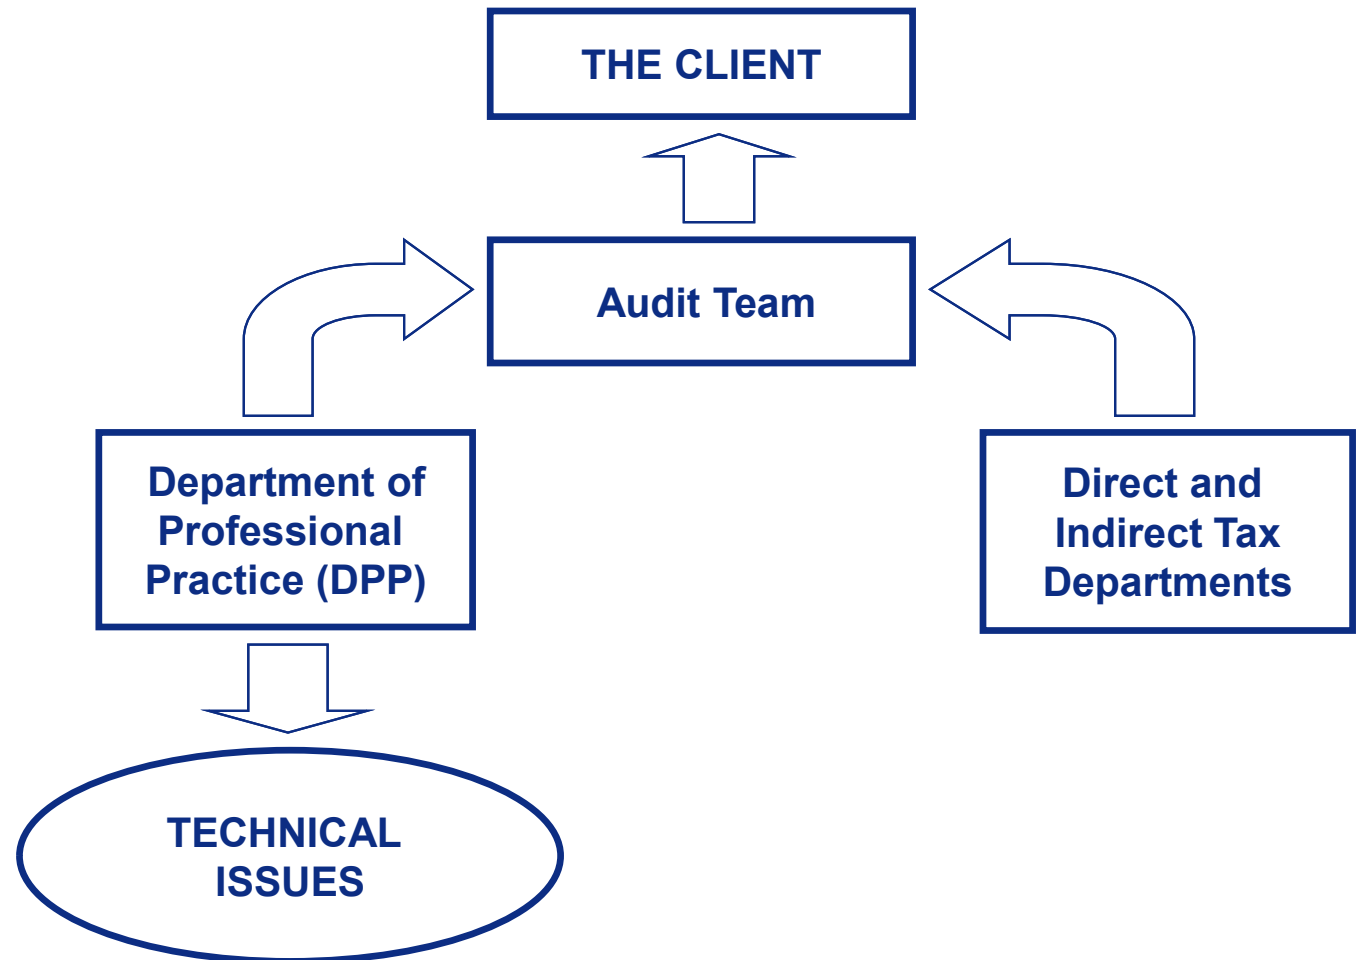 THE CLIENT
Audit Team
Department of
Professional
Practice (DPP)
Direct and
Indirect Tax
Departments
TECHNICAL
ISSUES